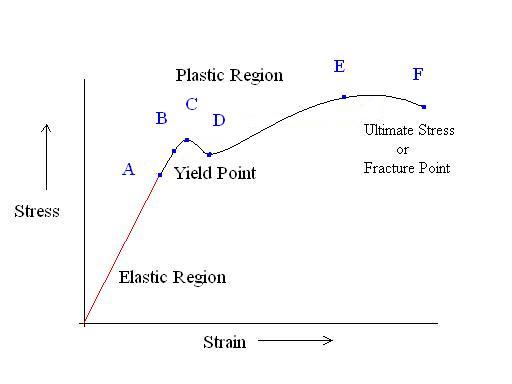 E
Plastic Region
F
C
B
D
Ultimate Stress
or
Fracture Point
A
Yield Point
Stress
Elastic Region
Strain